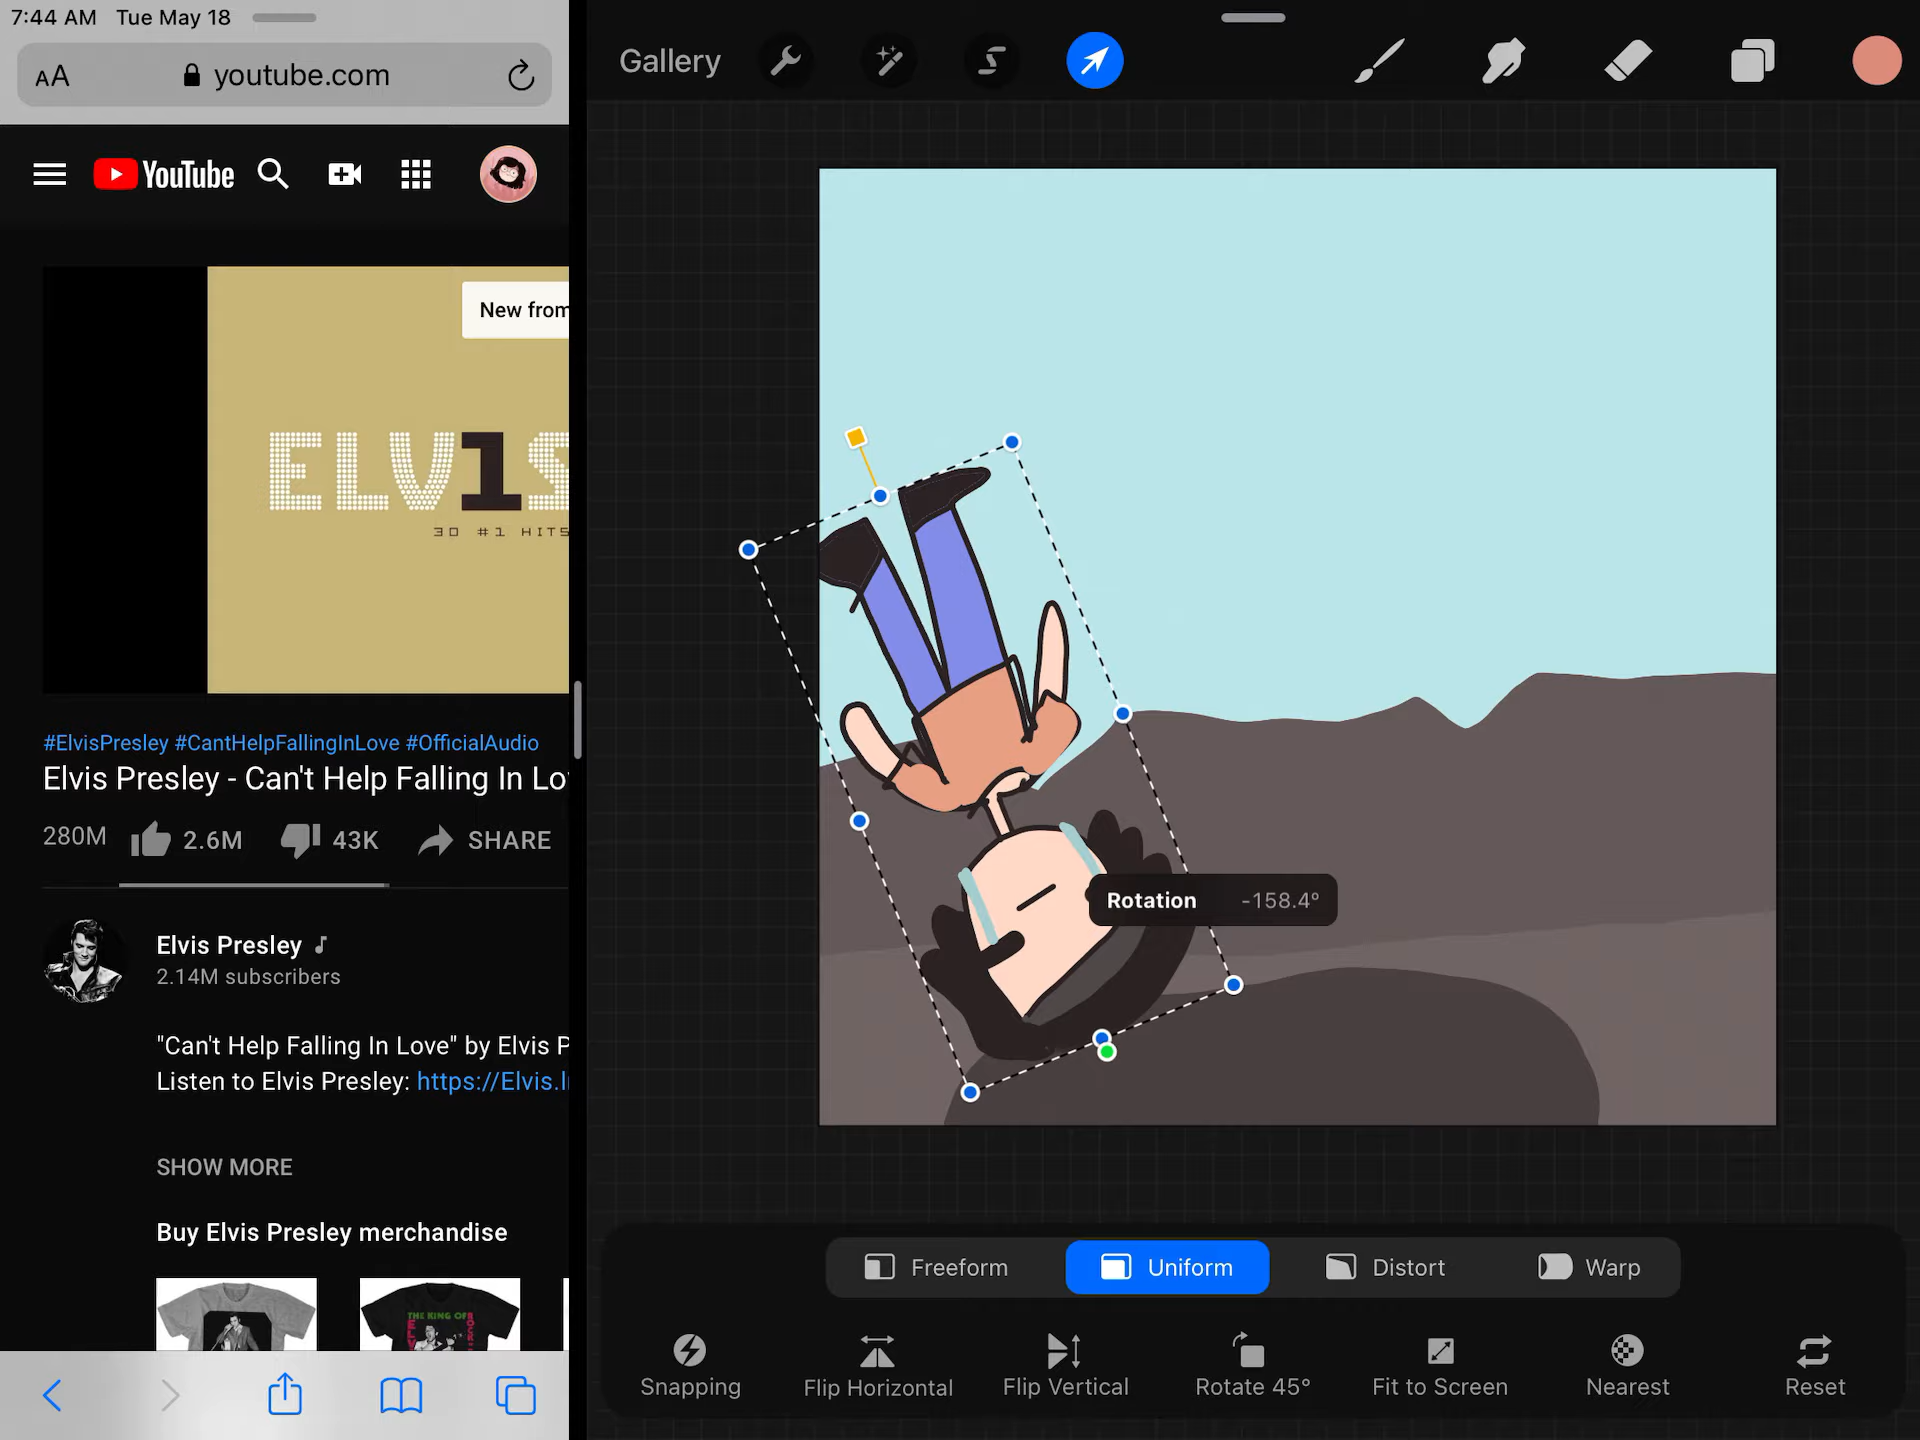 7:44 AM Tue May 18
AA youtube.com
YouTube
New from
ELV1S
30 #1 HITS
#ElvisPresley #CantHelpFallingInLove #OfficialAudio
Elvis Presley - Can't Help Falling In Lo
280M 2.6M 43K SHARE
Elvis Presley
2.14M subscribers
"Can't Help Falling In Love" by Elvis P
Listen to Elvis Presley: https://Elvis.l
SHOW MORE
Buy Elvis Presley merchandise
THE KING OF
Gallery
Rotation -158.4°
Freeform Uniform Distort Warp
Snapping Flip Horizontal Flip Vertical Rotate 45° Fit to Screen Nearest Reset